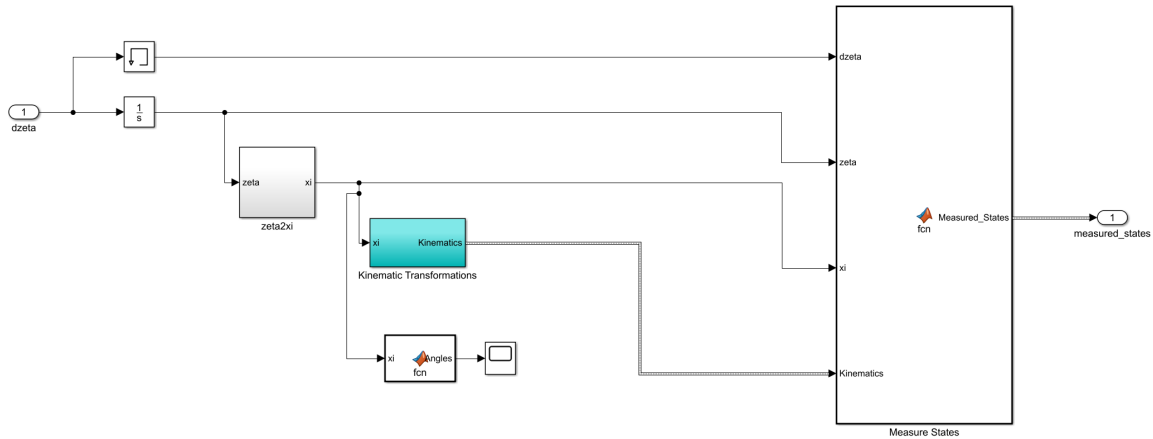 dzeta
1
dzeta
1
s
zeta
zeta xi
zeta2xi
fcn
Measured_States
1
measured_states
xi Kinematics
Kinematic Transformations
xi
xi Angles
fcn
Kinematics
Measure States